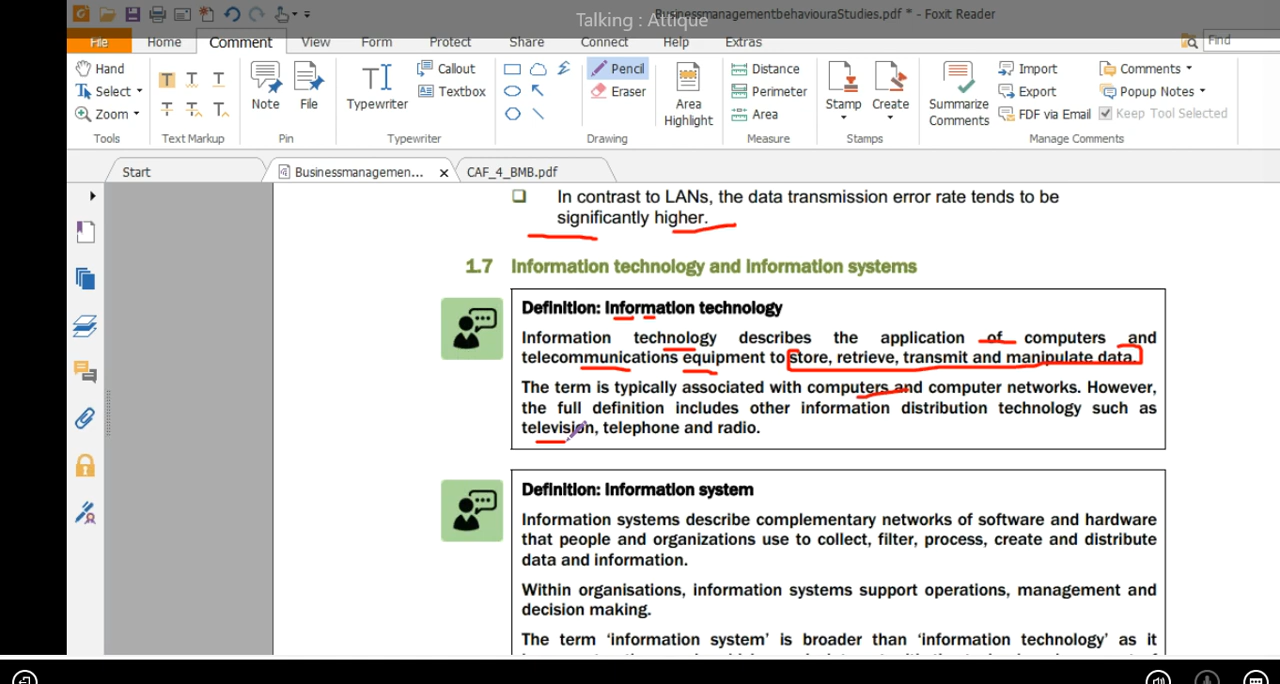 BusinessmanagementbehaviouraStudies.pdf * - Foxit Reader
Talking : Attique
File Home Comment View Form Protect Share Connect Help Extras Find
Hand
Select
Zoom
Tools
Text Markup
Note
File
Pin
Typewriter
Callout
Textbox
Typewriter
Pencil
Eraser
Area
Highlight
Drawing
Distance
Perimeter
Area
Measure
Stamp
Create
Stamps
Summarize
Comments
Import
Export
FDF via Email
Comments
Popup Notes
Keep Tool Selected
Manage Comments
Start
Businessmanagemen...
CAF_4_BMB.pdf
In contrast to LANs, the data transmission error rate tends to be
significantly higher.
1.7 Information technology and information systems
Definition: Information technology
Information technology describes the application of computers and
telecommunications equipment to store, retrieve, transmit and manipulate data.
The term is typically associated with computers and computer networks. However,
the full definition includes other information distribution technology such as
television, telephone and radio.
Definition: Information system
Information systems describe complementary networks of software and hardware
that people and organizations use to collect, filter, process, create and distribute
data and information.
Within organisations, information systems support operations, management and
decision making.
The term ‘information system’ is broader than ‘information technology’ as it